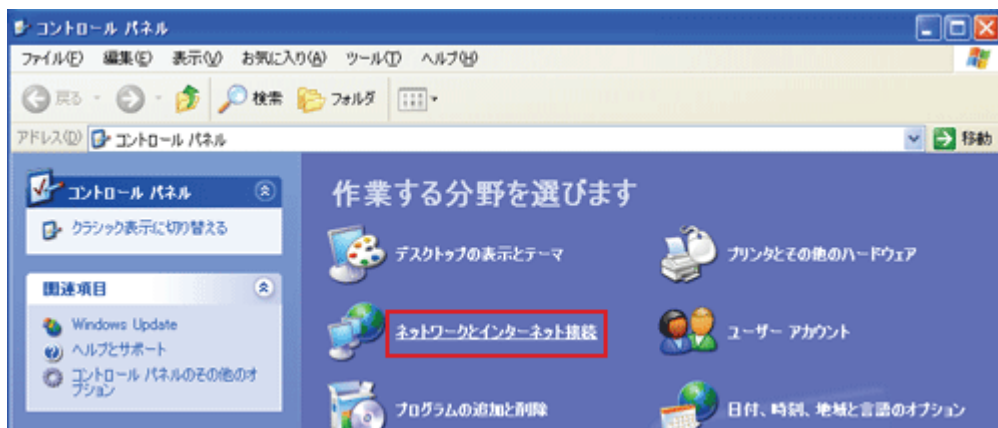 コントロール パネル
ファイル(F) 編集(E) 表示(V) お気に入り(A) ツール(T) ヘルプ(H)
戻る 検索 フォルダ
アドレス(D) コントロール パネル 移動
コントロール パネル
クラシック表示に切り替える
関連項目
Windows Update
ヘルプとサポート
コントロール パネルのその他のオ
プション
作業する分野を選びます
デスクトップの表示とテーマ
プリンタとその他のハードウェア
ネットワークとインターネット接続
ユーザー アカウント
プログラムの追加と削除
日付、時刻、地域と言語のオプション